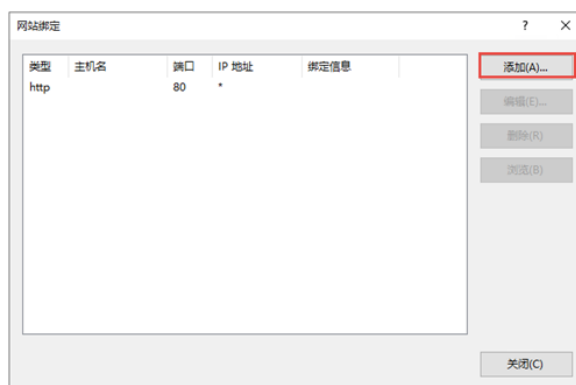 网站绑定 ? ×
类型 主机名 端口 IP 地址 绑定信息
http 80 *
添加(A)...
编辑(E)...
删除(R)
浏览(B)
关闭(C)